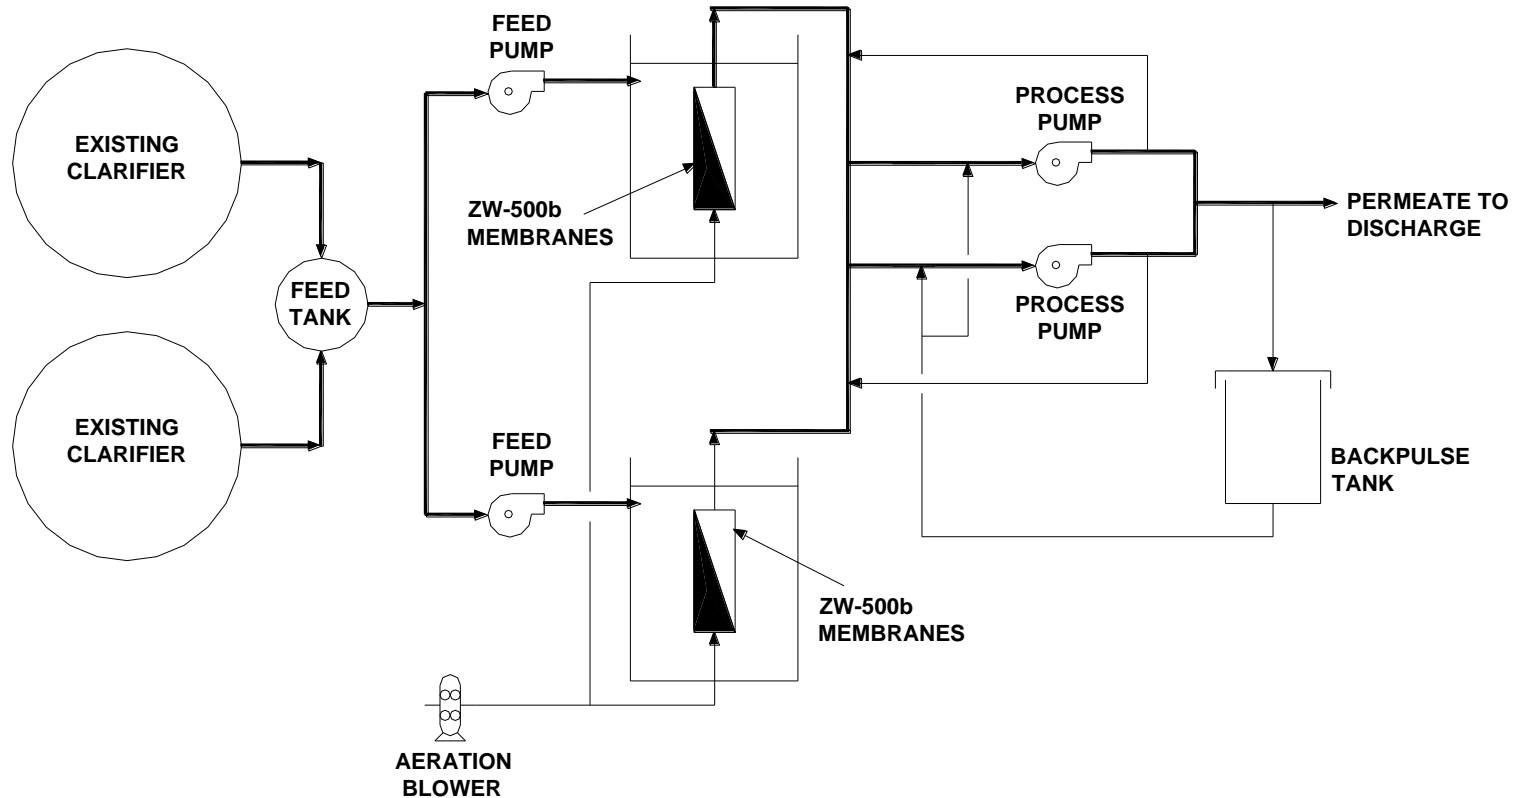 FEED
PUMP
EXISTING
CLARIFIER
PROCESS
PUMP
ZW-500b
MEMBRANES
PERMEATE TO
DISCHARGE
FEED
TANK
PROCESS
PUMP
EXISTING
CLARIFIER
FEED
PUMP
BACKPULSE
TANK
ZW-500b
MEMBRANES
AERATION
BLOWER